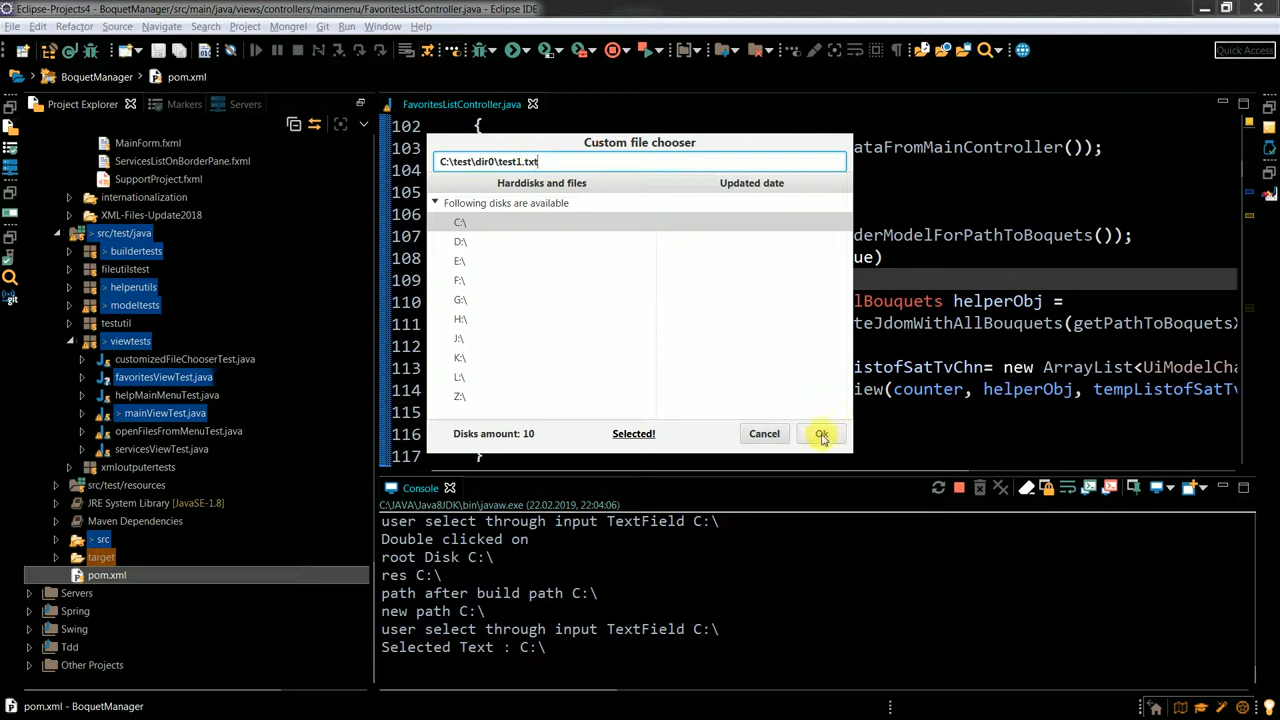 Eclipse-Projects4 - BoquetManager/src/main/java/views/controllers/mainmenu/FavoritesListController.java - Eclipse IDE
File Edit Refactor Source Navigate Search Project Mongrel Git Run Window Help
Quick Access
BoquetManager pom.xml
Project Explorer Markers Servers
MainForm.fxml
ServicesListOnBorderPane.fxml
SupportProject.fxml
internationalization
XML-Files-Update2018
> src/test/java
> buildertests
fileutilstest
> helperutils
> modeltests
testutil
> viewtests
customizedFileChooserTest.java
favoritesViewTest.java
helpMainMenuTest.java
> mainViewTest.java
openFilesFromMenuTest.java
servicesViewTest.java
xmloutputertests
src/test/resources
JRE System Library [JavaSE-1.8]
Maven Dependencies
> src
target
pom.xml
Servers
Spring
Swing
Tdd
Other Projects
FavoritesListController.java
102 {
103 ataFromMainController());
104
105
106
107 derModelForPathToBoquets());
108 ue)
109
110 lBouquets helperObj =
111 teJdomWithAllBouquets(getPathToBoquets
112
113 istofSatTvChn= new ArrayList<UiModelCh
114 iew(counter, helperObj, tempListofSatTv
115
116
117 }
Custom file chooser
C:\test\dir0\test1.txt
Harddisks and files Updated date
Following disks are available
C:\
D:\
E:\
F:\
G:\
H:\
J:\
K:\
L:\
Z:\
Disks amount: 10 Selected! Cancel Ok
Console
C:\JAVA\Java8JDK\bin\javaw.exe (22.02.2019, 22:04:06)
user select through input TextField C:\
Double clicked on
root Disk C:\
res C:\
path after build path C:\
new path C:\
user select through input TextField C:\
Selected Text : C:\
pom.xml - BoquetManager